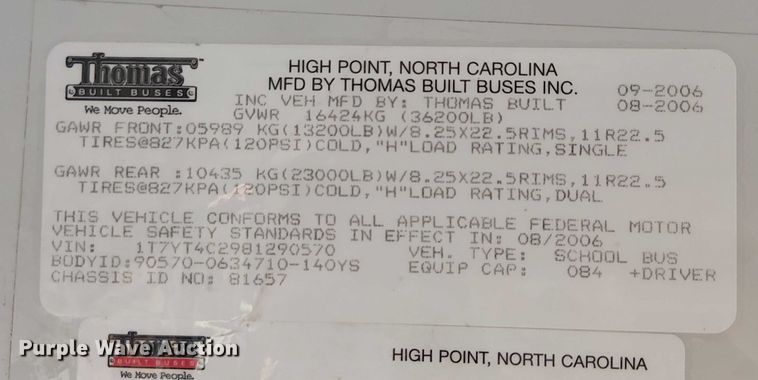 Thomas
BUILT BUSES
We Move People.
HIGH POINT, NORTH CAROLINA
MFD BY THOMAS BUILT BUSES INC. 09-2006
INC VEH MFD BY: THOMAS BUILT 08-2006
GVWR 16424KG (36200LB)
GAWR FRONT:05989 KG(13200LB)W/8.25X22.5RIMS,11R22.5
TIRES@827KPA(120PSI)COLD,"H"LOAD RATING,SINGLE
GAWR REAR :10435 KG(23000LB)W/8.25X22.5RIMS,11R22.5
TIRES@827KPA(120PSI)COLD,"H"LOAD RATING,DUAL
THIS VEHICLE CONFORMS TO ALL APPLICABLE FEDERAL MOTOR
VEHICLE SAFETY STANDARDS IN EFFECT IN: 08/2006
VIN: 1T7YT4C2981290570 VEH. TYPE: SCHOOL BUS
BODYID:90570-0634710-140YS EQUIP CAP: 084 +DRIVER
CHASSIS ID NO: 81657
Purple Wave Auction
Thomas
BUILT BUSES
We Move People.
HIGH POINT, NORTH CAROLINA